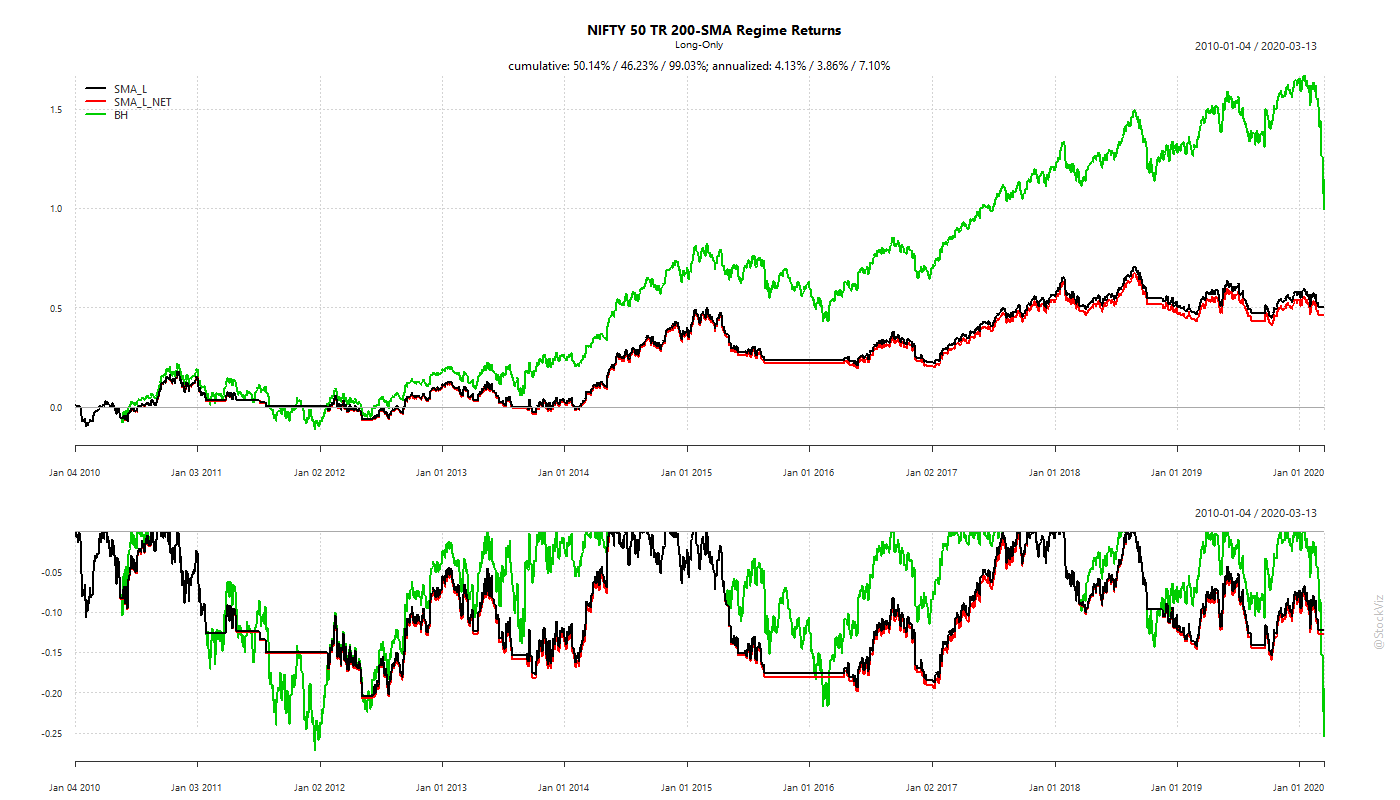 NIFTY 50 TR 200-SMA Regime Returns
Long-Only
2010-01-04 / 2020-03-13
cumulative: 50.14% / 46.23% / 99.03%; annualized: 4.13% / 3.86% / 7.10%
SMA_L
SMA_L_NET
BH
1.5
1.0
0.5
0.0
Jan 04 2010 Jan 03 2011 Jan 02 2012 Jan 01 2013 Jan 01 2014 Jan 01 2015 Jan 01 2016 Jan 02 2017 Jan 01 2018 Jan 01 2019 Jan 01 2020
2010-01-04 / 2020-03-13
-0.05
-0.10
-0.15
-0.20
-0.25
Jan 04 2010 Jan 03 2011 Jan 02 2012 Jan 01 2013 Jan 01 2014 Jan 01 2015 Jan 01 2016 Jan 02 2017 Jan 01 2018 Jan 01 2019 Jan 01 2020
@StockViz